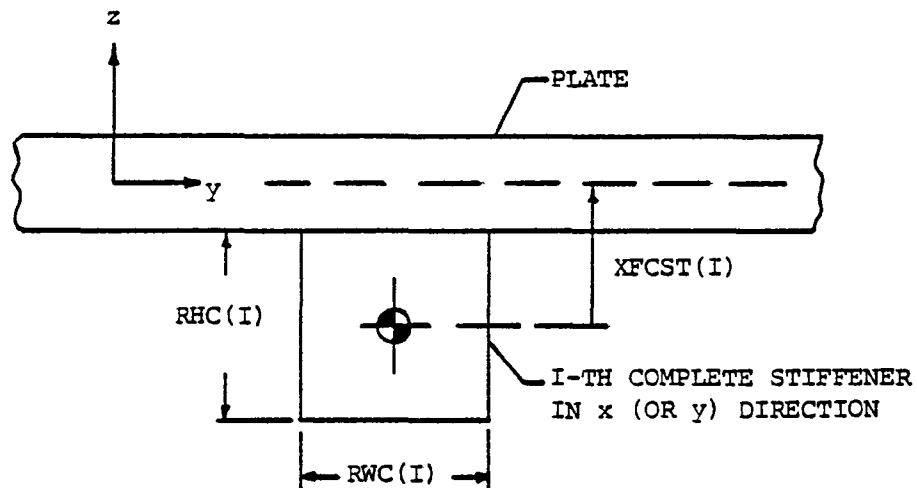 z
PLATE
y
XFCST(I)
RHC(I)
I-TH COMPLETE STIFFENER
IN x (OR y) DIRECTION
RWC(I)